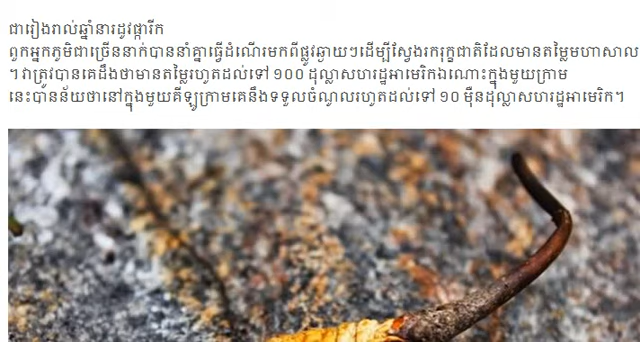 ជារៀងរាល់ឆ្នាំនារដូវផ្ការីក
ពួកអ្នកភូមិជាច្រើននាក់បាននាំគ្នាធ្វើដំណើរមកពីផ្លូវឆ្ងាយៗដើម្បីស្វែងរករុក្ខជាតិដែលមានតម្លៃមហាសាល
។ វាត្រូវបានគេដឹងថាមានតម្លៃរហូតដល់ទៅ ១០០ ដុល្លាសហរដ្ឋអាមេរិកឯណោះក្នុងមួយក្រាម
នេះបានន័យថានៅក្នុងមួយគីឡូក្រាមគេនឹងទទួលចំណូលរហូតដល់ទៅ ១០ ម៉ឺនដុល្លាសហរដ្ឋអាមេរិក។